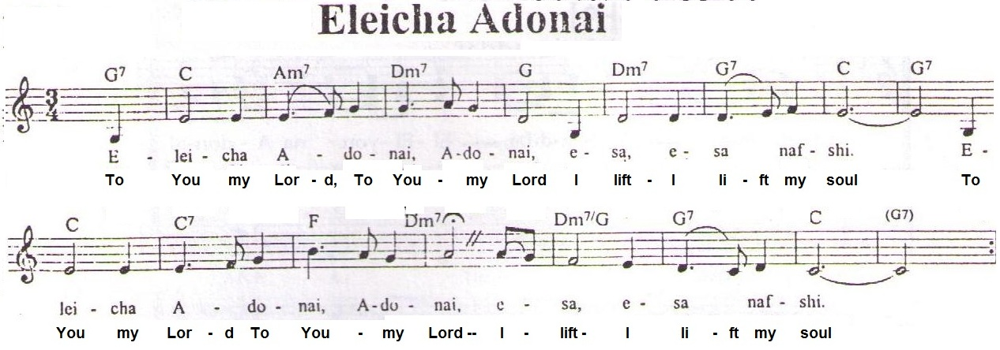 Eleicha Adonai
G7 C Am7 Dm7 G Dm7 G7 C G7
E - lei - cha A - do - nai, A-do - nai, e - sa, e - sa naf - shi. E -
To You my Lor - d, To You - my Lord I lift - I li - ft my soul To
C C7 F Dm7 Dm7/G G7 C (G7)
lei - cha A - do - nai, A-do - nai, e - sa, e - sa naf - shi.
You my Lor - d To You - my Lord -- I - lift - I li - ft my soul